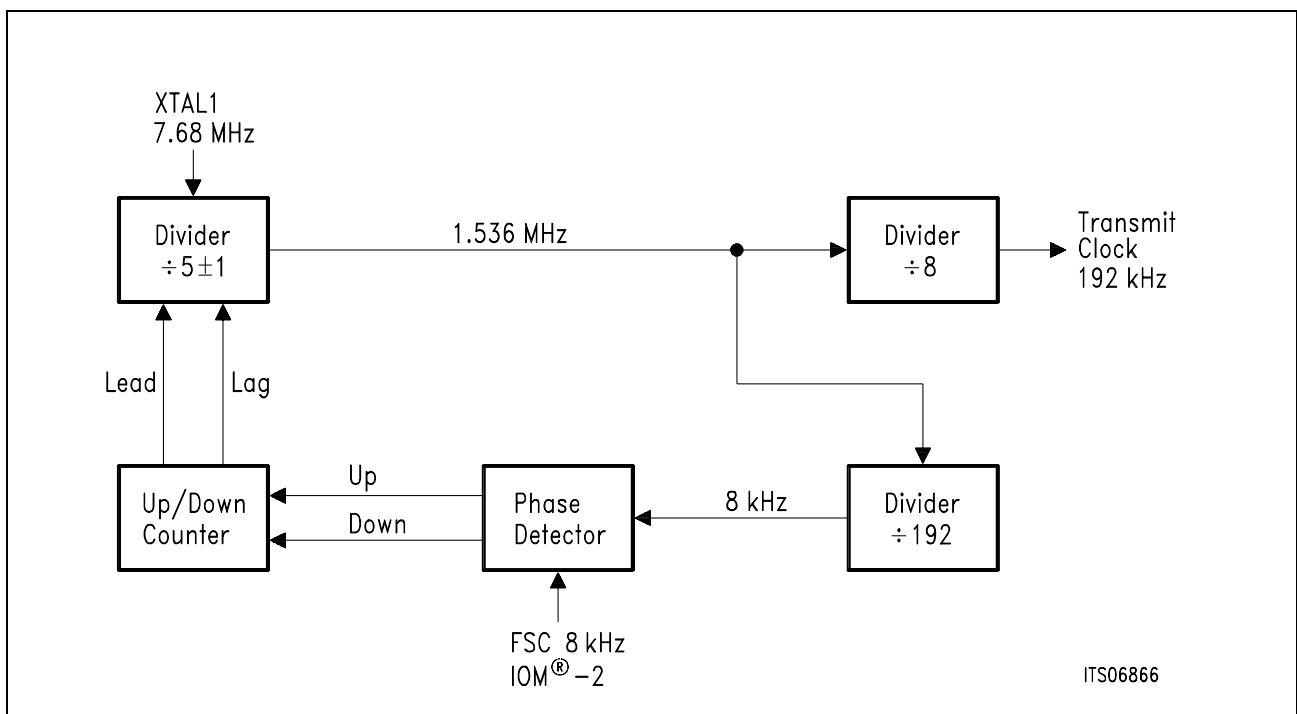 XTAL1
7.68 MHz
Divider
÷5±1
1.536 MHz
Divider
÷8
Transmit
Clock
192 kHz
Lead
Lag
Up/Down
Counter
Up
Down
Phase
Detector
8 kHz
Divider
÷192
FSC 8 kHz
IOM®-2
ITS06866